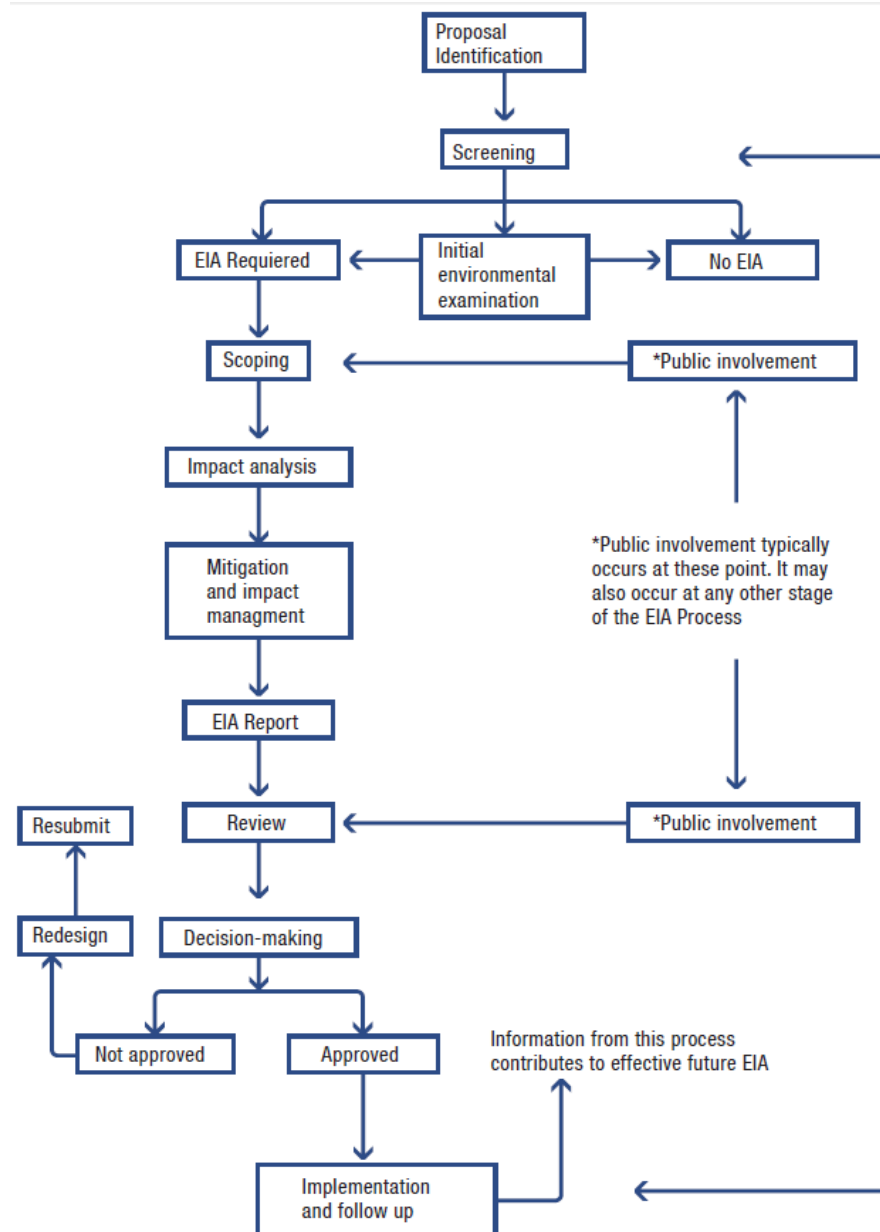 Proposal
Identification
Screening
EIA Requiered
Initial
environmental
examination
No EIA
Scoping
*Public involvement
Impact analysis
*Public involvement typically
occurs at these point. It may
also occur at any other stage
of the EIA Process
Mitigation
and impact
managment
EIA Report
Resubmit
Review
*Public involvement
Redesign
Decision-making
Not approved
Approved
Information from this process
contributes to effective future EIA
Implementation
and follow up